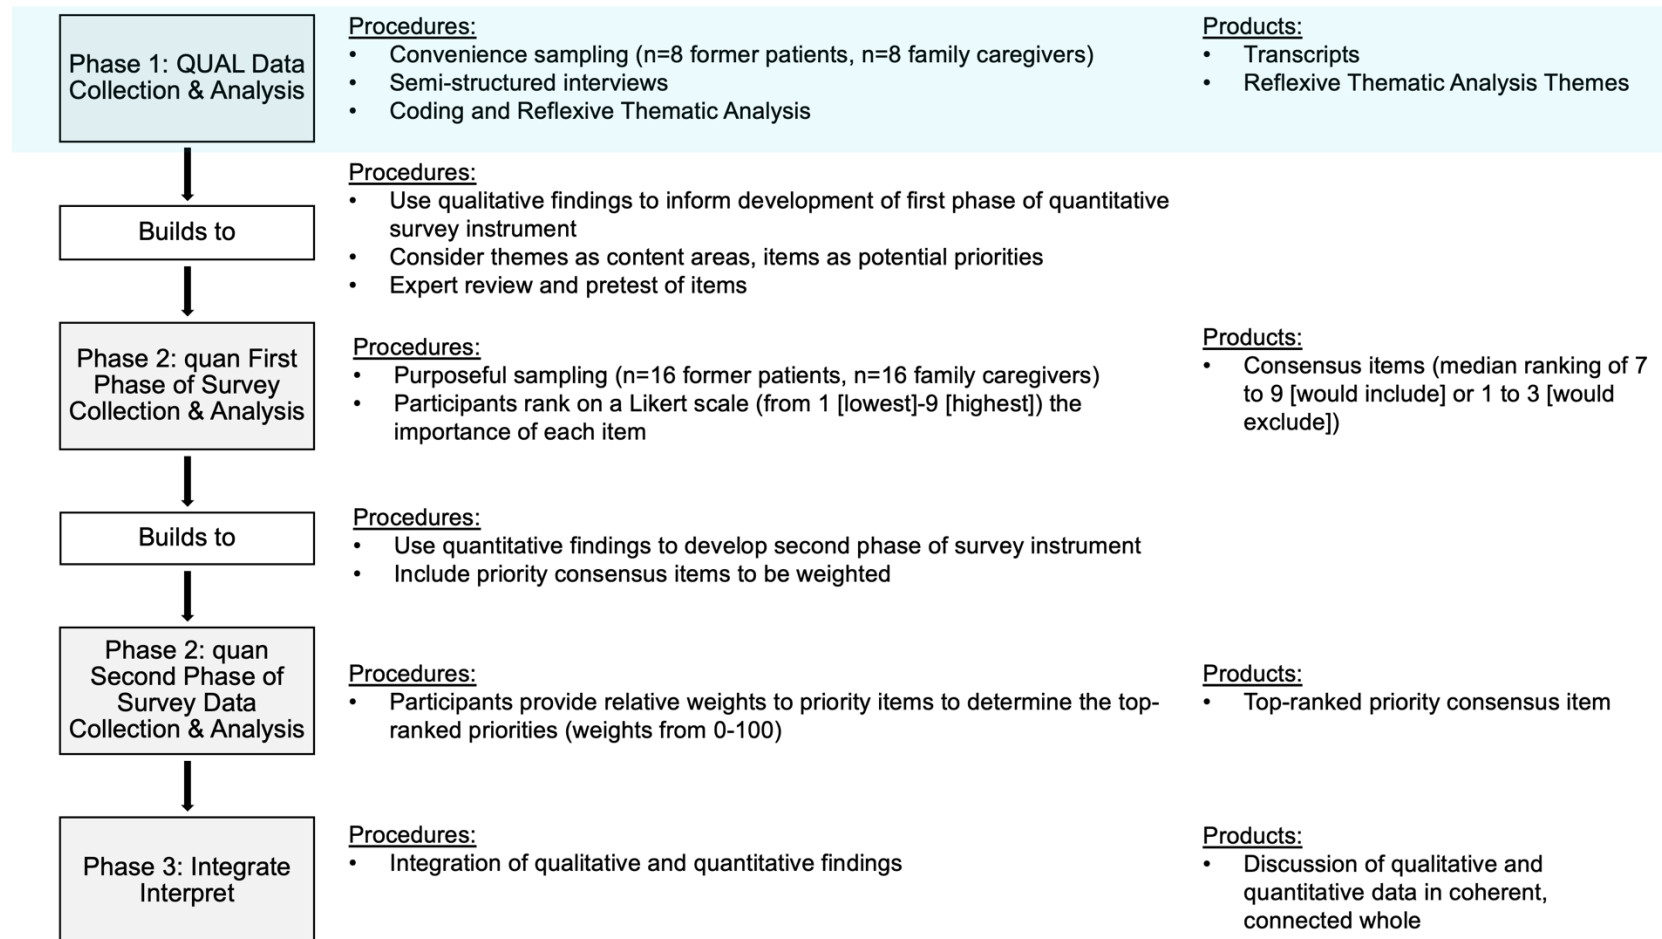 Phase 1: QUAL Data
Collection & Analysis
Procedures:
• Convenience sampling (n=8 former patients, n=8 family caregivers)
• Semi-structured interviews
• Coding and Reflexive Thematic Analysis
Products:
• Transcripts
• Reflexive Thematic Analysis Themes
Builds to
Procedures:
• Use qualitative findings to inform development of first phase of quantitative
survey instrument
• Consider themes as content areas, items as potential priorities
• Expert review and pretest of items
Phase 2: quan First
Phase of Survey
Collection & Analysis
Procedures:
• Purposeful sampling (n=16 former patients, n=16 family caregivers)
• Participants rank on a Likert scale (from 1 [lowest]-9 [highest]) the
importance of each item
Products:
• Consensus items (median ranking of 7
to 9 [would include] or 1 to 3 [would
exclude])
Builds to
Procedures:
• Use quantitative findings to develop second phase of survey instrument
• Include priority consensus items to be weighted
Phase 2: quan
Second Phase of
Survey Data
Collection & Analysis
Procedures:
• Participants provide relative weights to priority items to determine the top-
ranked priorities (weights from 0-100)
Products:
• Top-ranked priority consensus item
Phase 3: Integrate
Interpret
Procedures:
• Integration of qualitative and quantitative findings
Products:
• Discussion of qualitative and
quantitative data in coherent,
connected whole